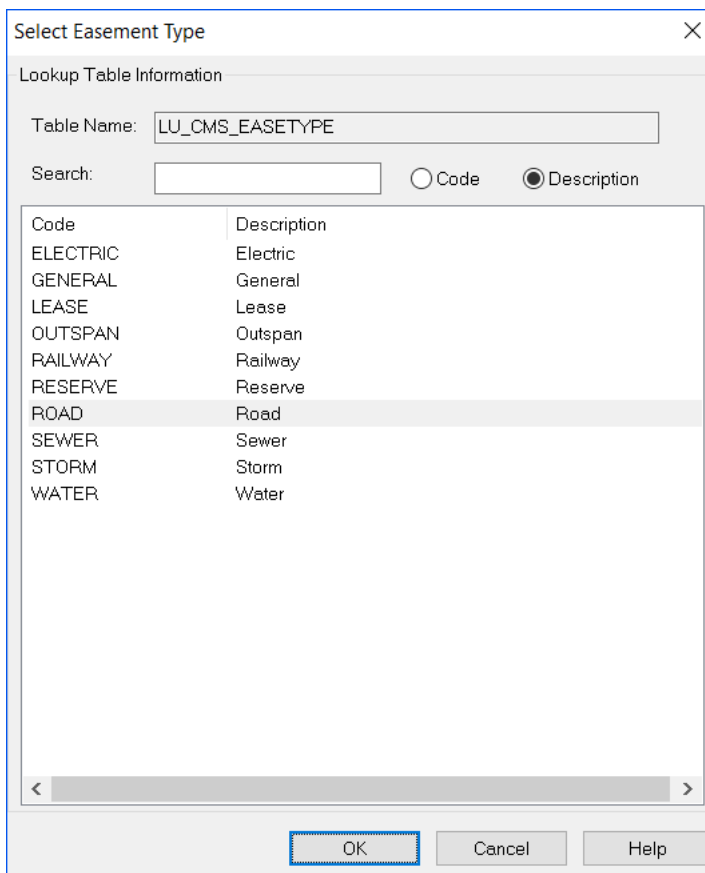 Select Easement Type
Lookup Table Information
Table Name: LU_CMS_EASETYPE
Search: Code Description
Code Description
ELECTRIC Electric
GENERAL General
LEASE Lease
OUTSPAN Outspan
RAILWAY Railway
RESERVE Reserve
ROAD Road
SEWER Sewer
STORM Storm
WATER Water
OK Cancel Help